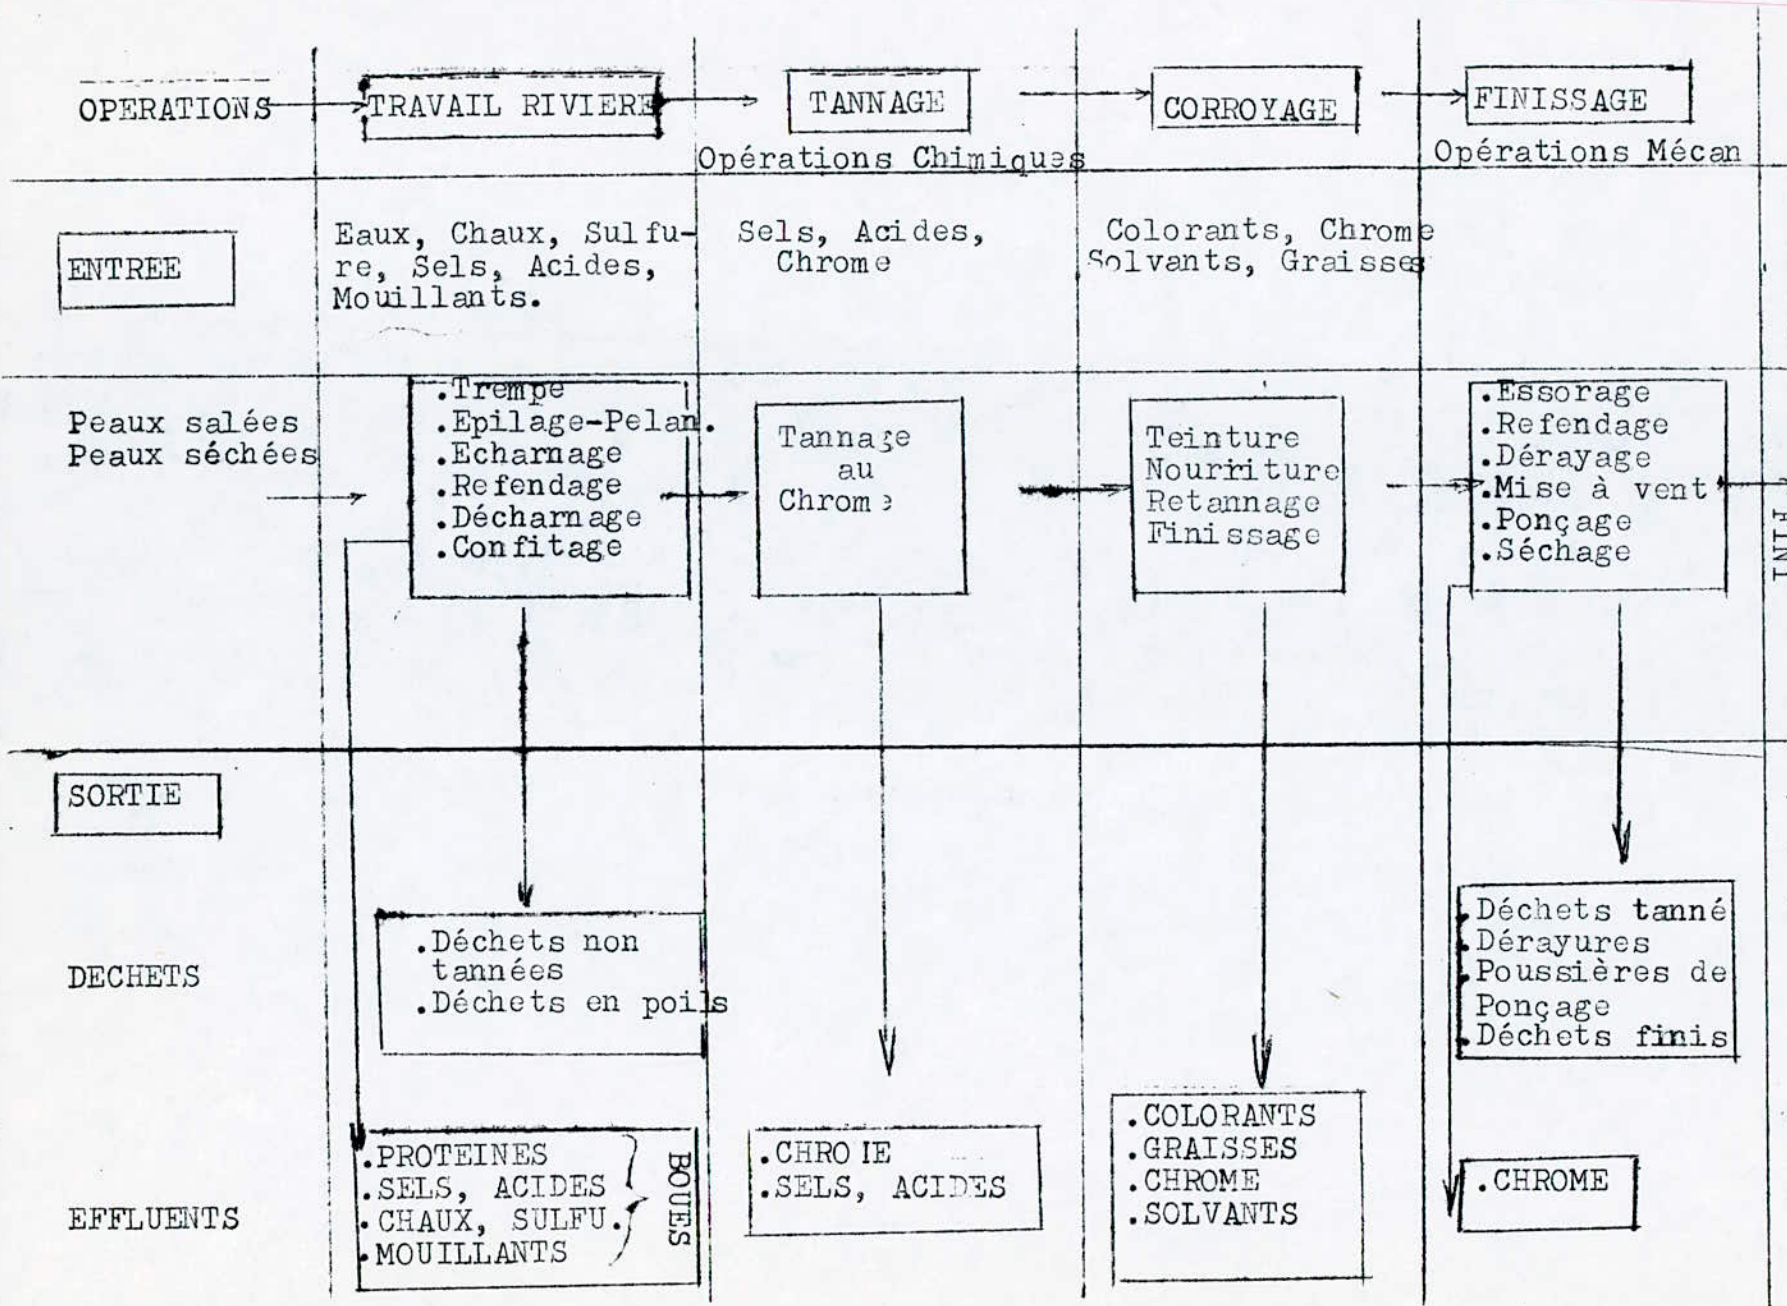 OPERATIONS
TRAVAIL RIVIERE
TANNAGE
CORROYAGE
FINISSAGE
Opérations Chimiques
Opérations Mécan
ENTREE
Eaux, Chaux, Sulfu-
re, Sels, Acides,
Mouillants.
Sels, Acides,
Chrome
Colorants, Chrome
Solvants, Graisses
Peaux salées
Peaux séchées
.Trempe
.Epilage-Pelan.
.Echarnage
.Refendage
.Décharnage
.Confitage
Tannage
au
Chrome
Teinture
Nourriture
Retannage
Finissage
.Essorage
.Refendage
.Dérayage
.Mise à vent
.Ponçage
.Séchage
FINI
SORTIE
DECHETS
.Déchets non
tannées
.Déchets en poils
.Déchets tanné
.Dérayures
.Poussières de
Ponçage
.Déchets finis
EFFLUENTS
.PROTEINES
.SELS, ACIDES
.CHAUX, SULFU.
.MOUILLANTS
BOUES
.CHROME
.SELS, ACIDES
.COLORANTS
.GRAISSES
.CHROME
.SOLVANTS
.CHROME